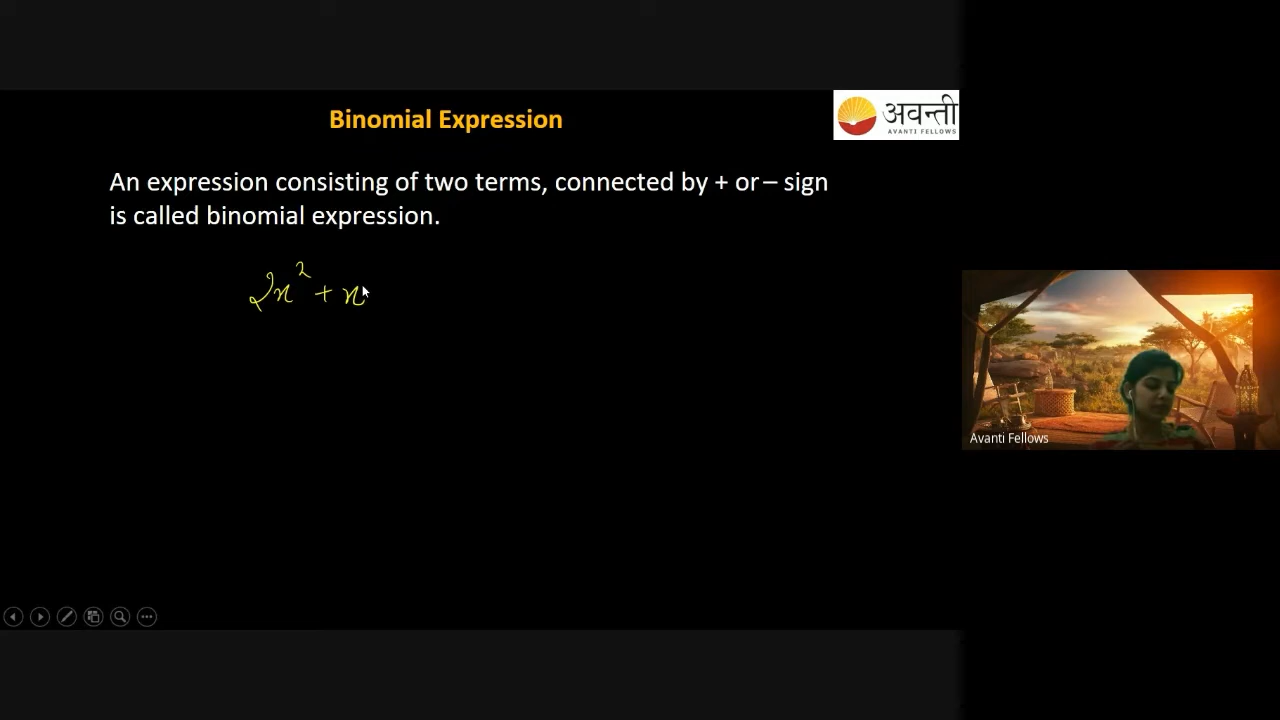 Binomial Expression
अवन्ती
AVANTI FELLOWS
An expression consisting of two terms, connected by + or – sign
is called binomial expression.
2x² + x
Avanti Fellows